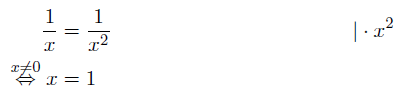 1/x = 1/x² | · x²
x≠0 ⇔ x = 1